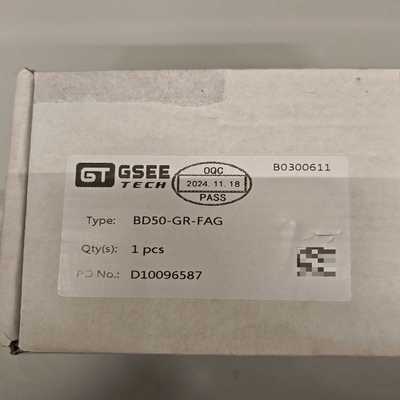 GT GSEE TECH
OQC
2024. 11. 18
PASS
B0300611
Type: BD50-GR-FAG
Qty(s): 1 pcs
PO No.: D10096587